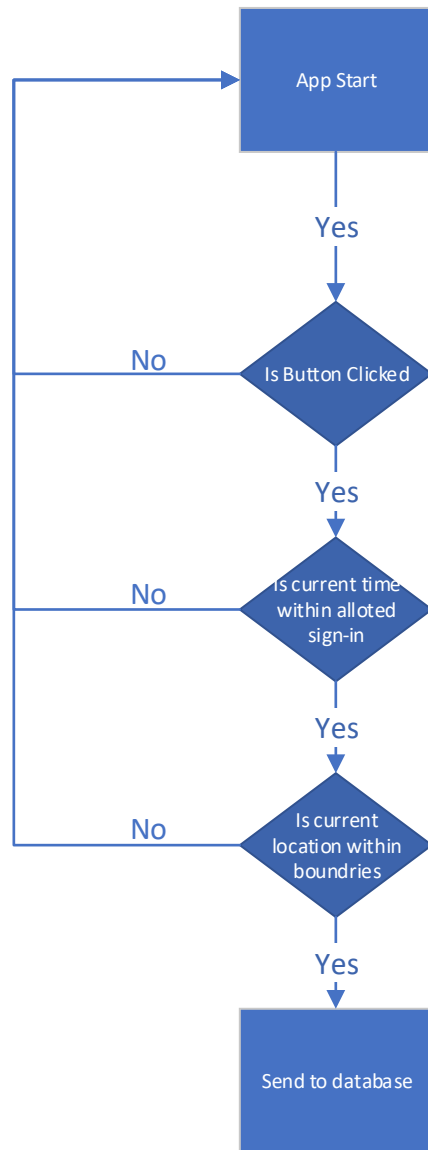 App Start
Yes
No
Is Button Clicked
Yes
No
Is current time
within alloted
sign-in
Yes
No
Is current
location within
boundries
Yes
Send to database